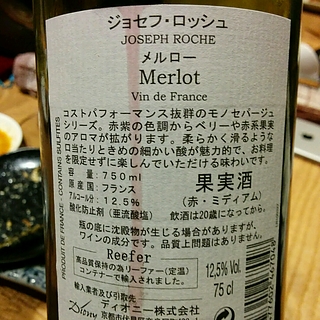 ジョセフ・ロッシュ
JOSEPH ROCHE
メルロー
Merlot
Vin de France
コストパフォーマンス抜群のモノセパージュ
シリーズ。赤紫の色調からベリーや赤系果実
のアロマが拡がります。柔らかく滑るような
口当たりときめの細かい酸が魅力的で、お料理
を限定せずに楽しんでいただける味わいです。
容量:750ml
原産国:フランス
アルコール分:12.5%
酸化防止剤(亜硫酸塩)
果実酒
(赤・ミディアム)
飲酒は20歳になってから。
瓶の底に沈殿物が生じる場合がありますが、
ワインの成分です。品質上問題はありません。
Reefer
高品質保持の為リーファー(定温)
コンテナーで輸入されました。
12,5% Vol.
75 cl
輸入業者及び引取先
ディオニー株式会社
Diony
京都市伏見区
PRODUIT DE FRANCE - CONTAINS SULFITES